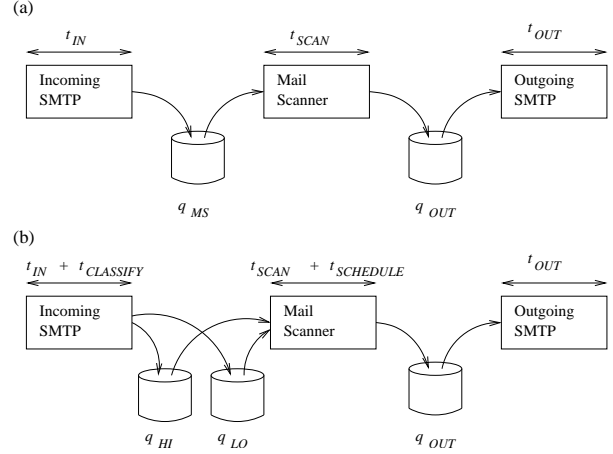 (a)
t_IN
t_SCAN
t_OUT
Incoming
SMTP
Mail
Scanner
Outgoing
SMTP
q_MS
q_OUT
(b)
t_IN + t_CLASSIFY
t_SCAN + t_SCHEDULE
t_OUT
Incoming
SMTP
Mail
Scanner
Outgoing
SMTP
q_HI
q_LO
q_OUT